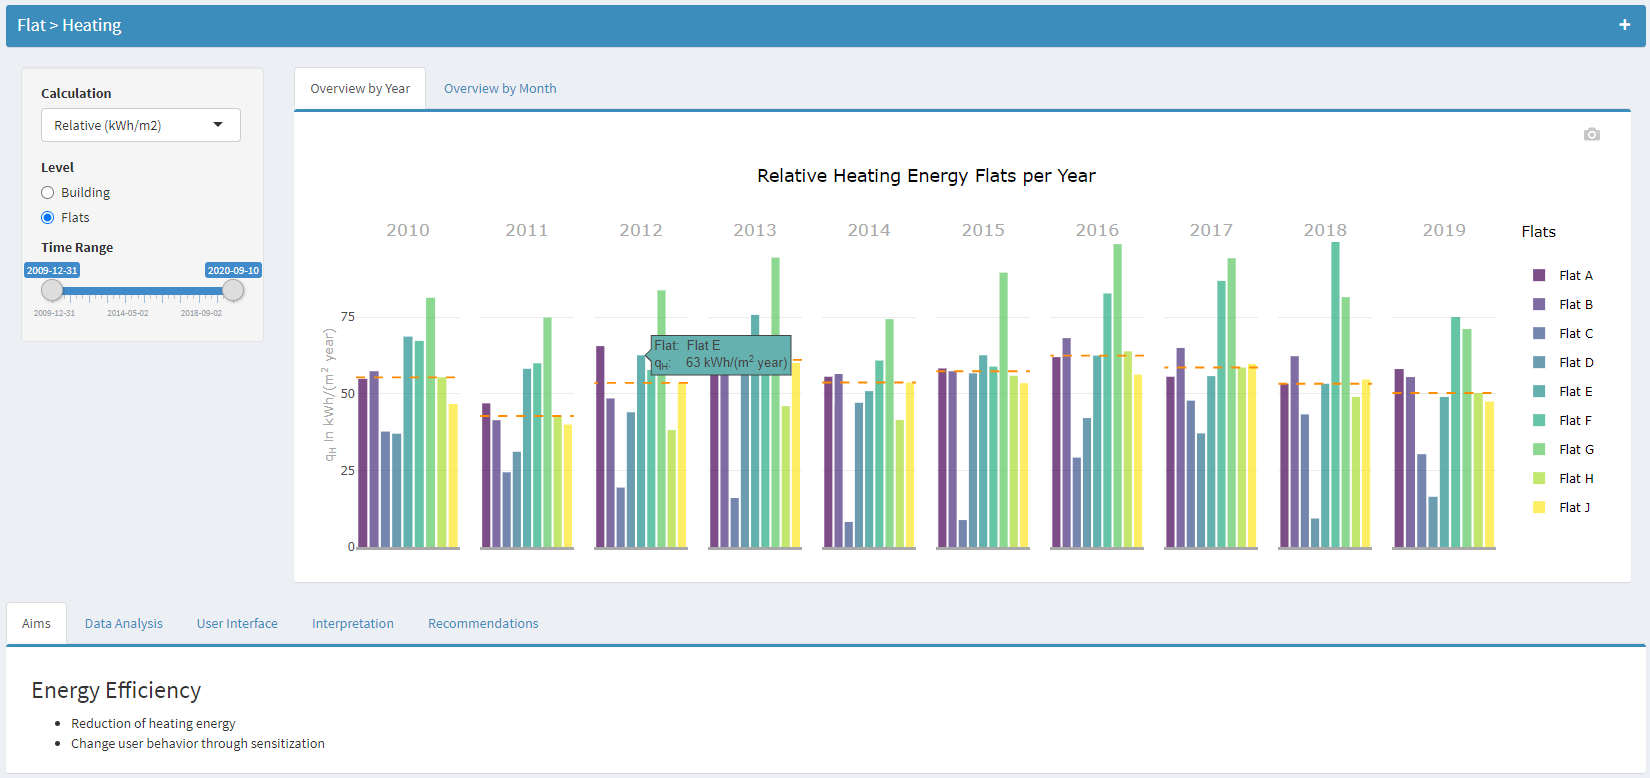 Flat > Heating
+
Calculation
Relative (kWh/m2)
Level
Building
Flats
Time Range
2009-12-31 2020-09-10
2009-12-31 2014-05-02 2018-09-02
Overview by Year Overview by Month
Relative Heating Energy Flats per Year
2010 2011 2012 2013 2014 2015 2016 2017 2018 2019
75
50
25
0
qH in kWh/(m² year)
Flat: Flat E
qH: 63 kWh/(m² year)
Flats
Flat A
Flat B
Flat C
Flat D
Flat E
Flat F
Flat G
Flat H
Flat J
Aims Data Analysis User Interface Interpretation Recommendations
Energy Efficiency
• Reduction of heating energy
• Change user behavior through sensitization